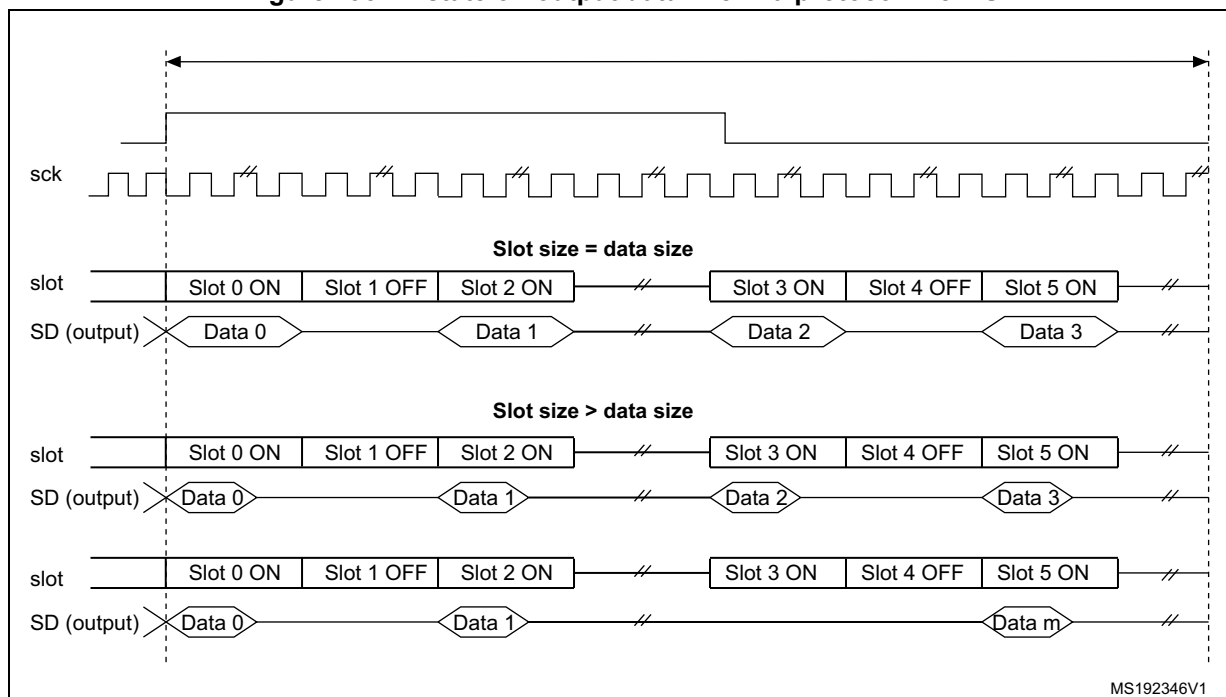 sck
Slot size = data size
slot Slot 0 ON Slot 1 OFF Slot 2 ON Slot 3 ON Slot 4 OFF Slot 5 ON
SD (output) Data 0 Data 1 Data 2 Data 3
Slot size > data size
slot Slot 0 ON Slot 1 OFF Slot 2 ON Slot 3 ON Slot 4 OFF Slot 5 ON
SD (output) Data 0 Data 1 Data 2 Data 3
slot Slot 0 ON Slot 1 OFF Slot 2 ON Slot 3 ON Slot 4 OFF Slot 5 ON
SD (output) Data 0 Data 1 Data m
MS192346V1